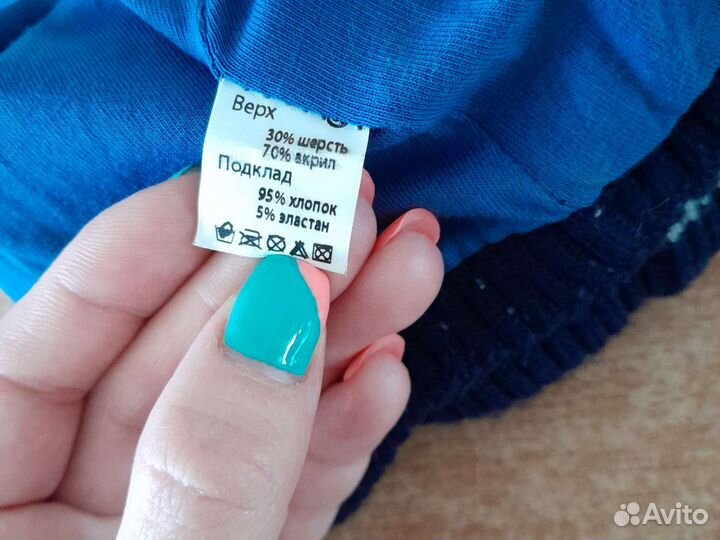 Верх
30% шерсть
70% акрил
Подклад
95% хлопок
5% эластан
Avito